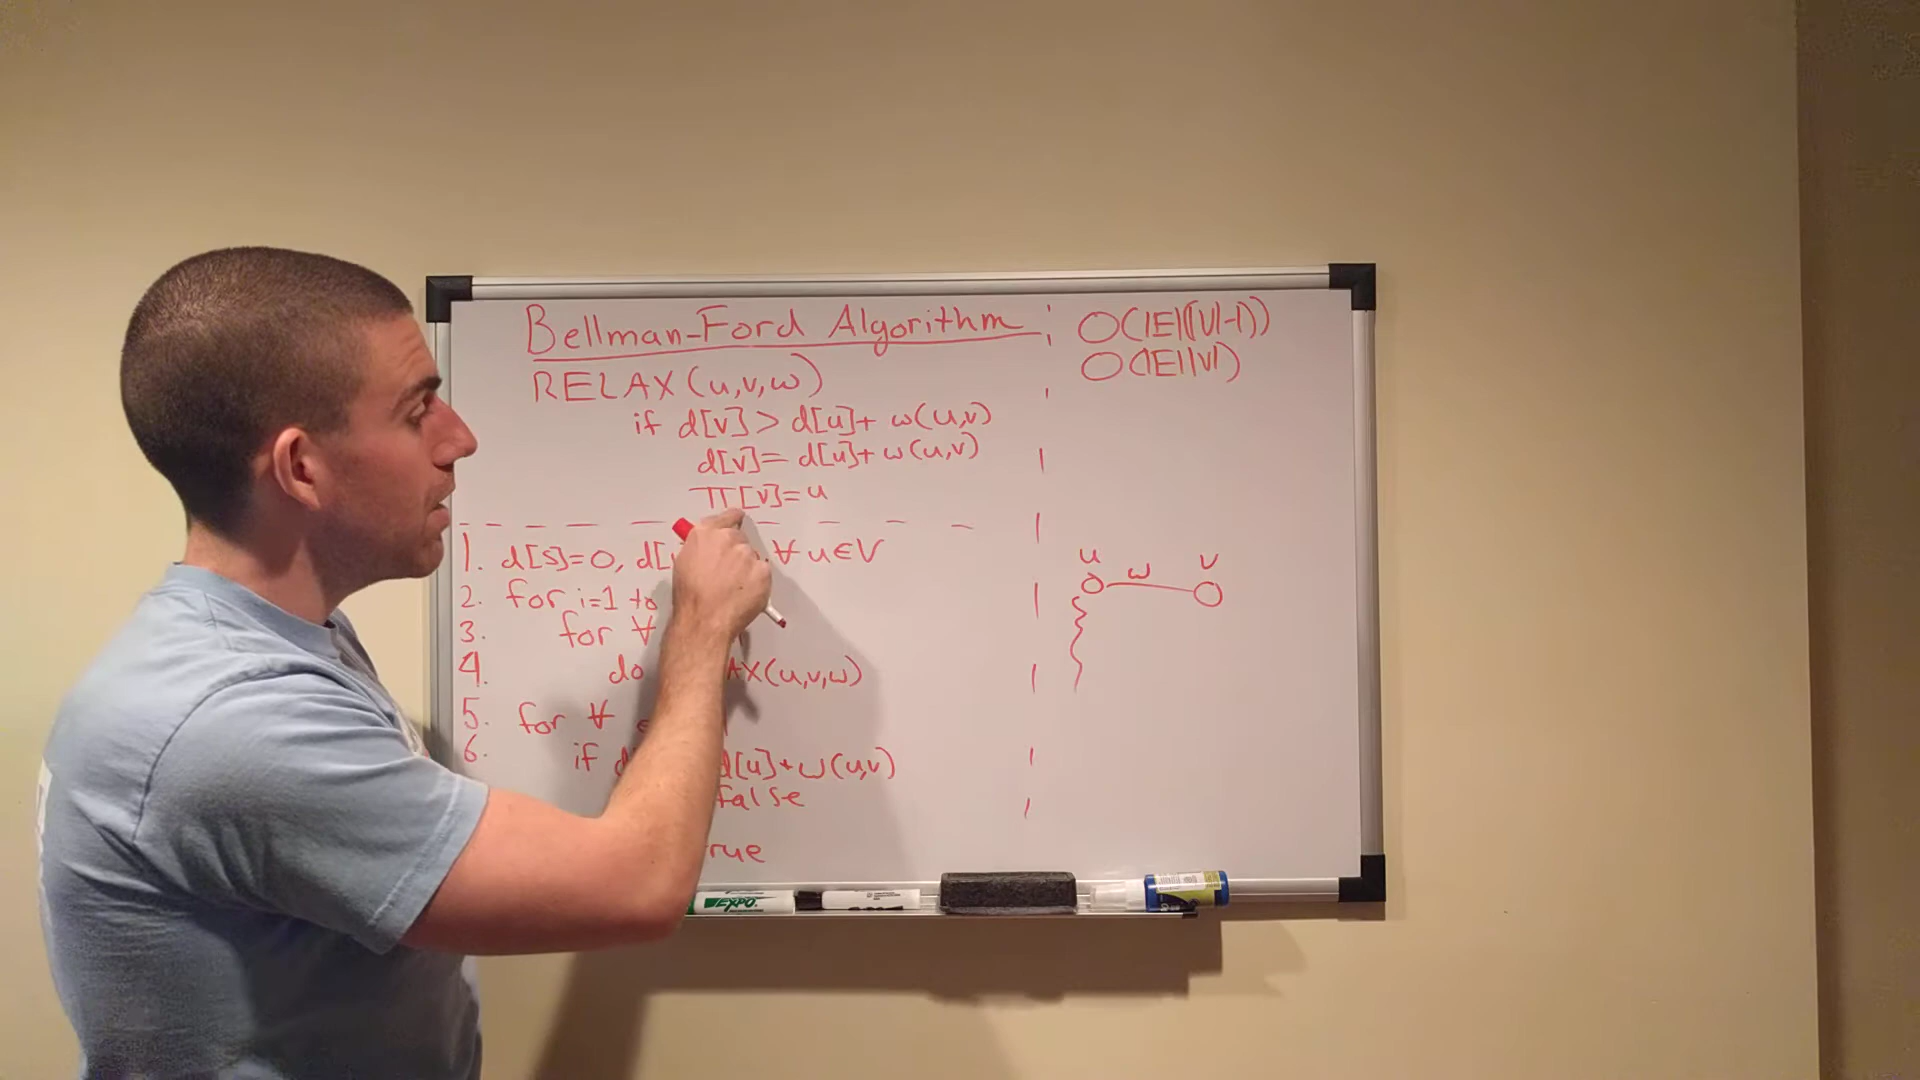 Bellman-Ford Algorithm
RELAX(u,v,w)
if d[v] > d[u]+ w(u,v)
d[v]= d[u]+ w(u,v)
π[v]= u
1. d[s]=0, d[ ∀ u∈V
2. for i=1 to
3. for ∀
4. do AX(u,v,w)
5. for ∀
6. if d[u]+w(u,v)
false
rue
O(|E|(|V|-1))
O(|E||V|)
u w v
EXPO